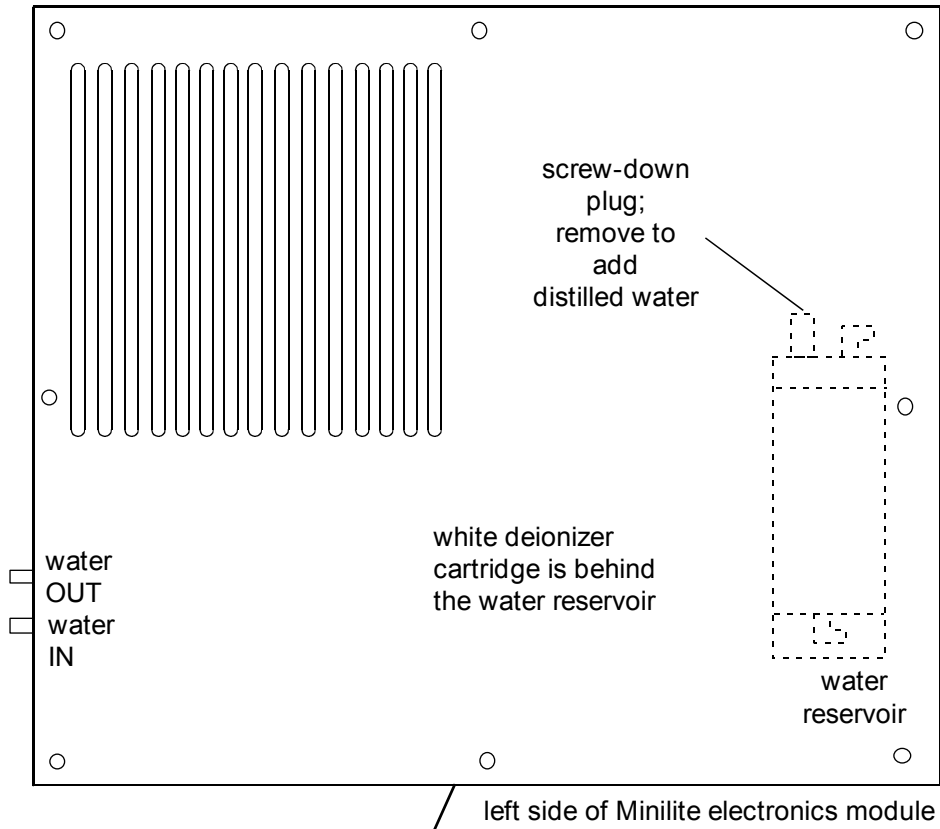 screw-down
plug;
remove to
add
distilled water
white deionizer
cartridge is behind
the water reservoir
water
OUT
water
IN
water
reservoir
left side of Minilite electronics module